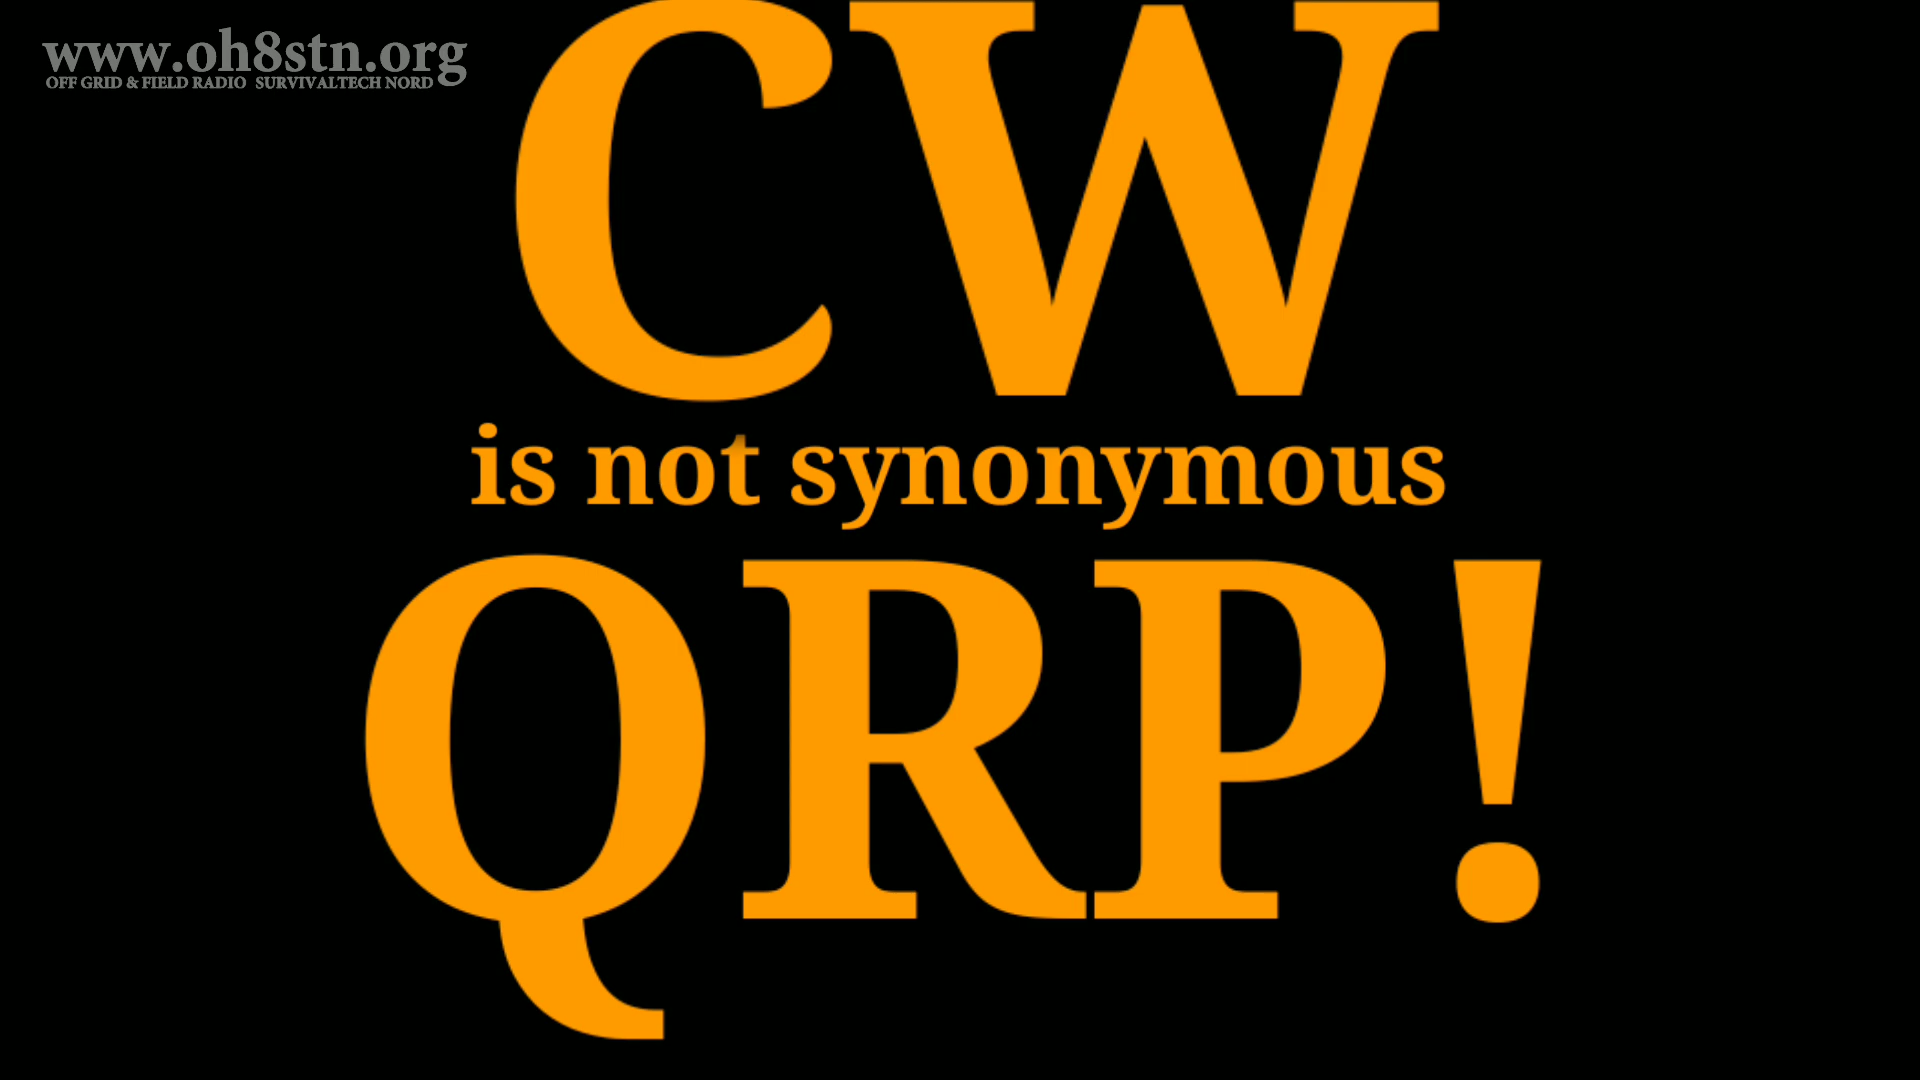 www.oh8stn.org
OFF GRID & FIELD RADIO SURVIVALTECH NORD
CW
is not synonymous
QRP!